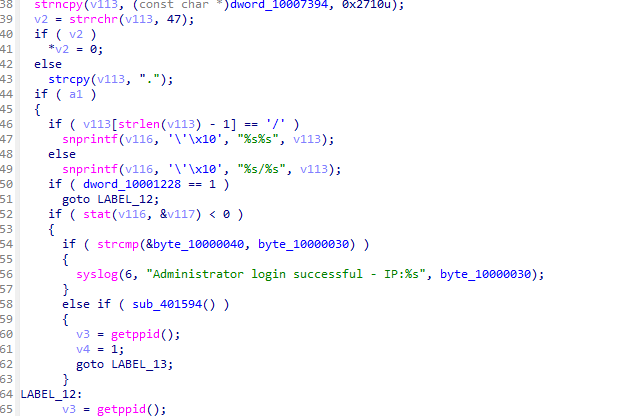 38 strncpy(v113, (const char *)dword_10007394, 0x2710u);
39 v2 = strrchr(v113, 47);
40 if ( v2 )
41 *v2 = 0;
42 else
43 strcpy(v113, ".");
44 if ( a1 )
45 {
46 if ( v113[strlen(v113) - 1] == '/' )
47 snprintf(v116, '\'\x10', "%s%s", v113);
48 else
49 snprintf(v116, '\'\x10', "%s/%s", v113);
50 if ( dword_10001228 == 1 )
51 goto LABEL_12;
52 if ( stat(v116, &v117) < 0 )
53 {
54 if ( strcmp(&byte_10000040, byte_10000030) )
55 {
56 syslog(6, "Administrator login successful - IP:%s", byte_10000030);
57 }
58 else if ( sub_401594() )
59 {
60 v3 = getppid();
61 v4 = 1;
62 goto LABEL_13;
63 }
64 LABEL_12:
65 v3 = getppid();